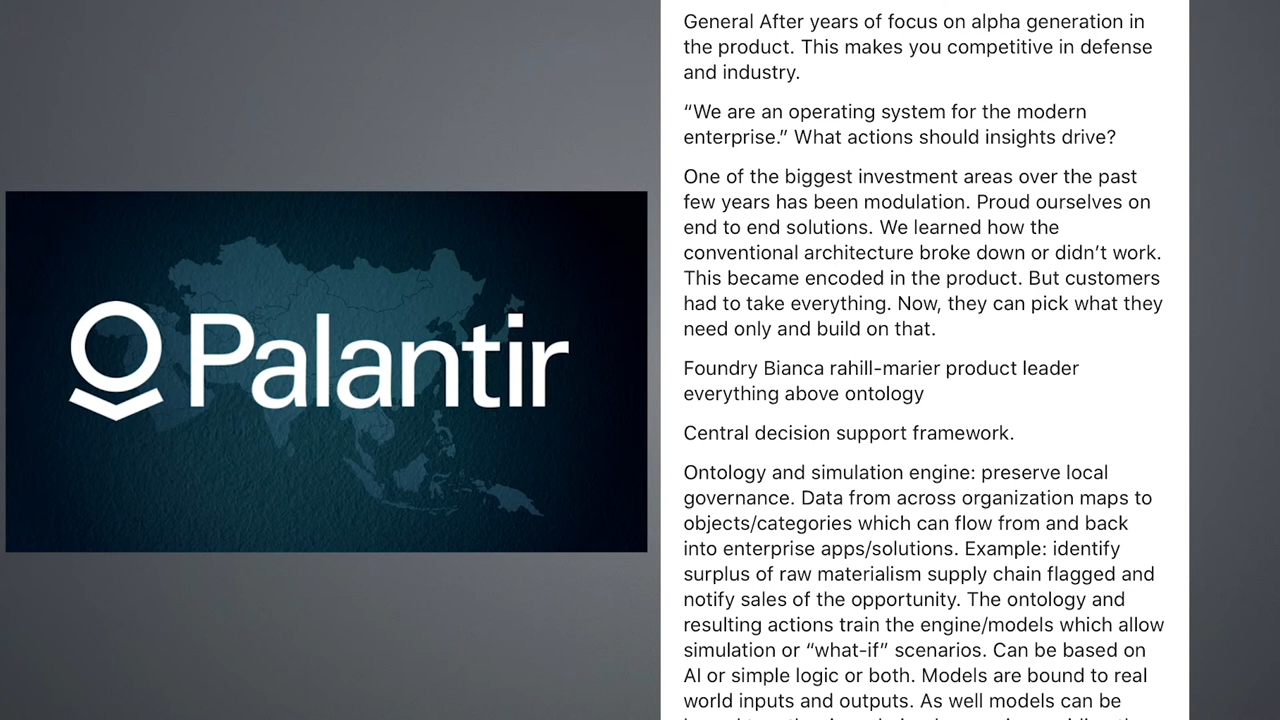 Palantir
General After years of focus on alpha generation in
the product. This makes you competitive in defense
and industry.
“We are an operating system for the modern
enterprise.” What actions should insights drive?
One of the biggest investment areas over the past
few years has been modulation. Proud ourselves on
end to end solutions. We learned how the
conventional architecture broke down or didn’t work.
This became encoded in the product. But customers
had to take everything. Now, they can pick what they
need only and build on that.
Foundry Bianca rahill-marier product leader
everything above ontology
Central decision support framework.
Ontology and simulation engine: preserve local
governance. Data from across organization maps to
objects/categories which can flow from and back
into enterprise apps/solutions. Example: identify
surplus of raw materialism supply chain flagged and
notify sales of the opportunity. The ontology and
resulting actions train the engine/models which allow
simulation or “what-if” scenarios. Can be based on
AI or simple logic or both. Models are bound to real
world inputs and outputs. As well models can be